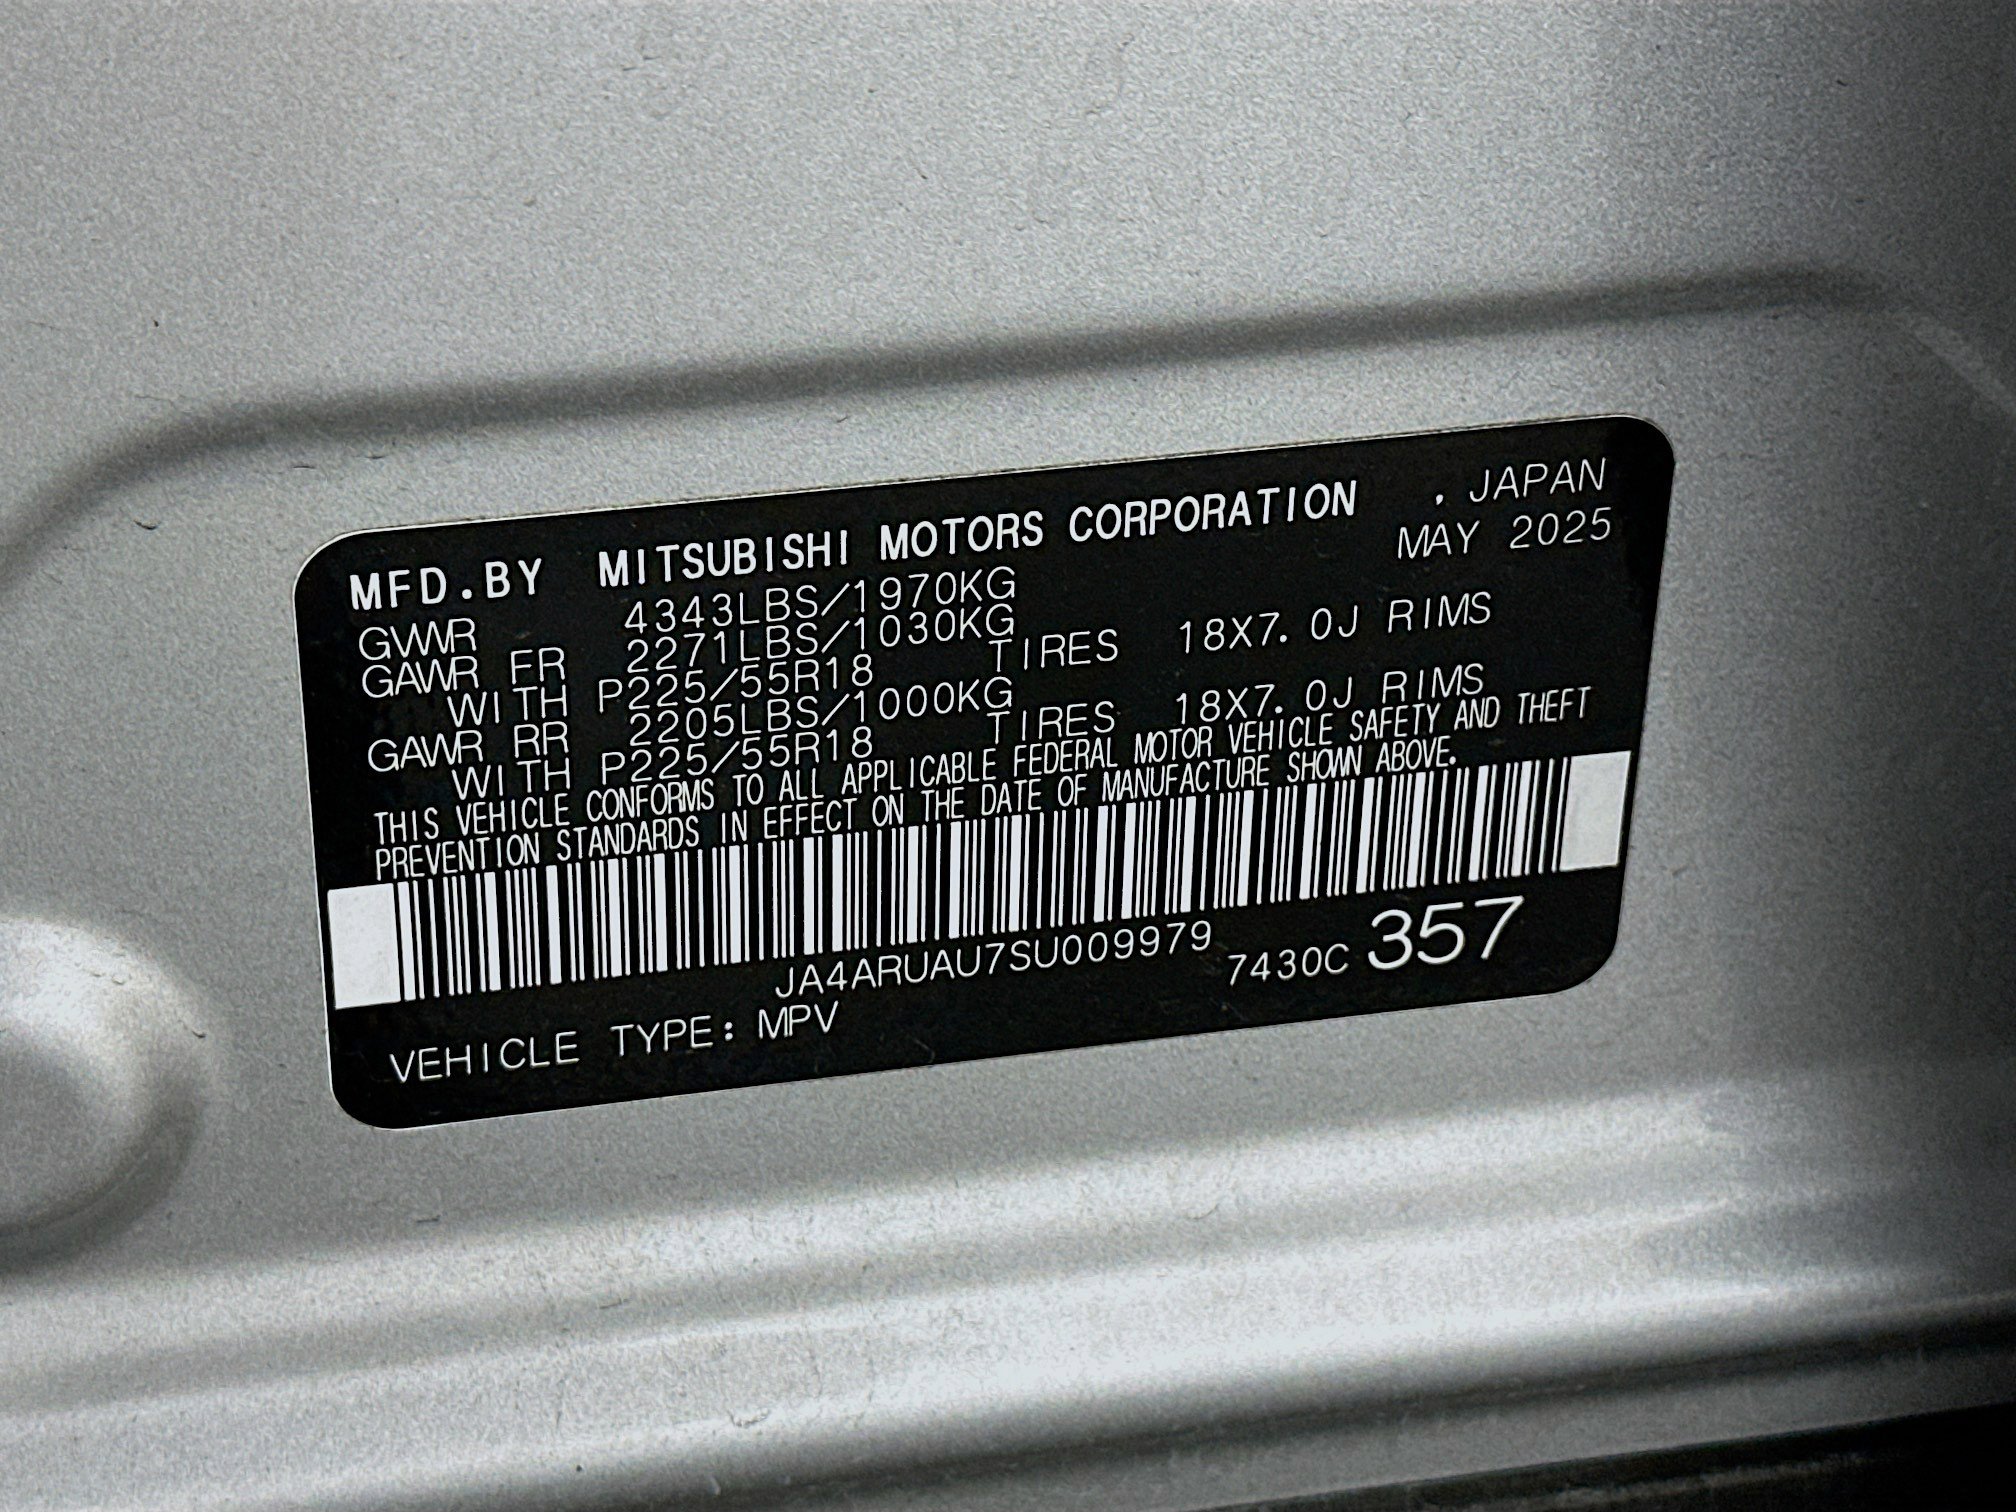 MFD.BY MITSUBISHI MOTORS CORPORATION . JAPAN
MAY 2025
GVWR 4343LBS/1970KG
GAWR FR 2271LBS/1030KG
WITH P225/55R18 TIRES 18X7.0J RIMS
GAWR RR 2205LBS/1000KG
WITH P225/55R18 TIRES 18X7.0J RIMS
THIS VEHICLE CONFORMS TO ALL APPLICABLE FEDERAL MOTOR VEHICLE SAFETY AND THEFT
PREVENTION STANDARDS IN EFFECT ON THE DATE OF MANUFACTURE SHOWN ABOVE.
JA4ARUAU7SU009979 7430C 357
VEHICLE TYPE: MPV